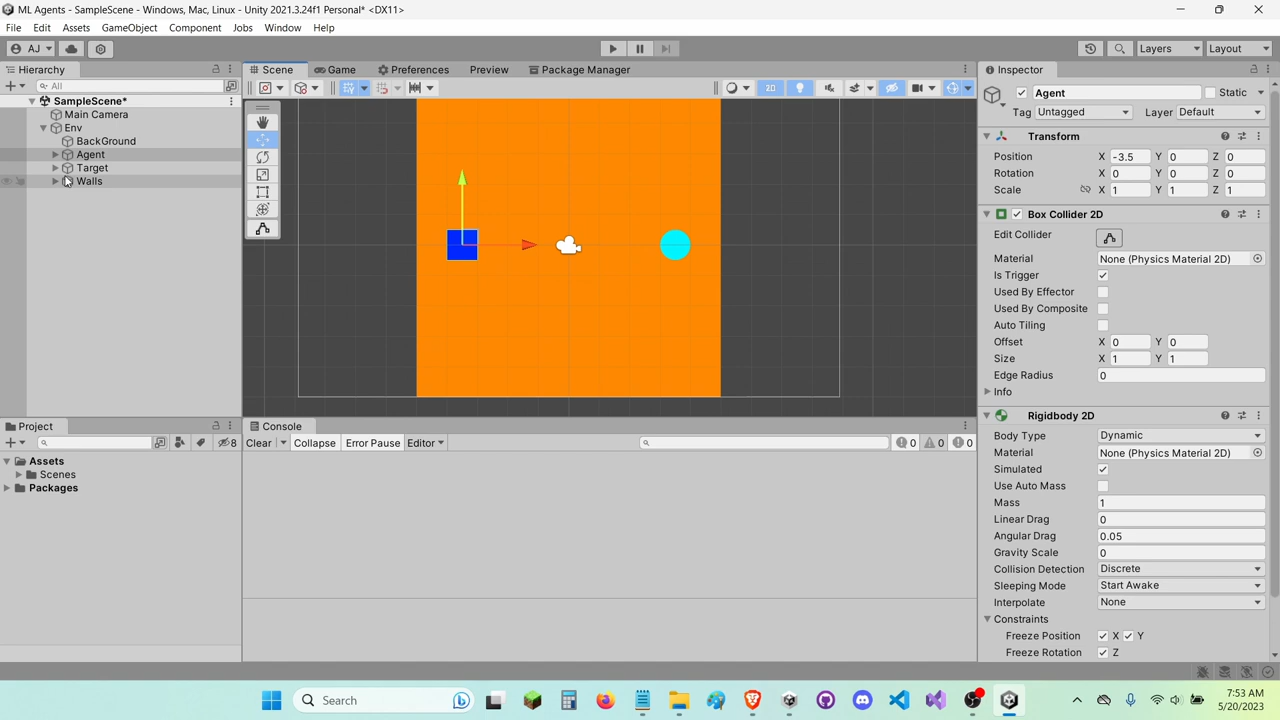 ML Agents - SampleScene - Windows, Mac, Linux - Unity 2021.3.24f1 Personal* <DX11>
File Edit Assets GameObject Component Jobs Window Help
AJ Layers Layout
Hierarchy
All
SampleScene*
Main Camera
Env
BackGround
Agent
Target
Walls
Scene Game Preferences Preview Package Manager
2D
Inspector
Agent Static
Tag Untagged Layer Default
Transform
Position X -3.5 Y 0 Z 0
Rotation X 0 Y 0 Z 0
Scale X 1 Y 1 Z 1
Box Collider 2D
Edit Collider
Material None (Physics Material 2D)
Is Trigger
Used By Effector
Used By Composite
Auto Tiling
Offset X 0 Y 0
Size X 1 Y 1
Edge Radius 0
Info
Rigidbody 2D
Body Type Dynamic
Material None (Physics Material 2D)
Simulated
Use Auto Mass
Mass 1
Linear Drag 0
Angular Drag 0.05
Gravity Scale 0
Collision Detection Discrete
Sleeping Mode Start Awake
Interpolate None
Constraints
Freeze Position X Y
Freeze Rotation Z
Project
8
Assets
Scenes
Packages
Console
Clear Collapse Error Pause Editor
0 0 0
Search
7:53 AM
5/20/2023